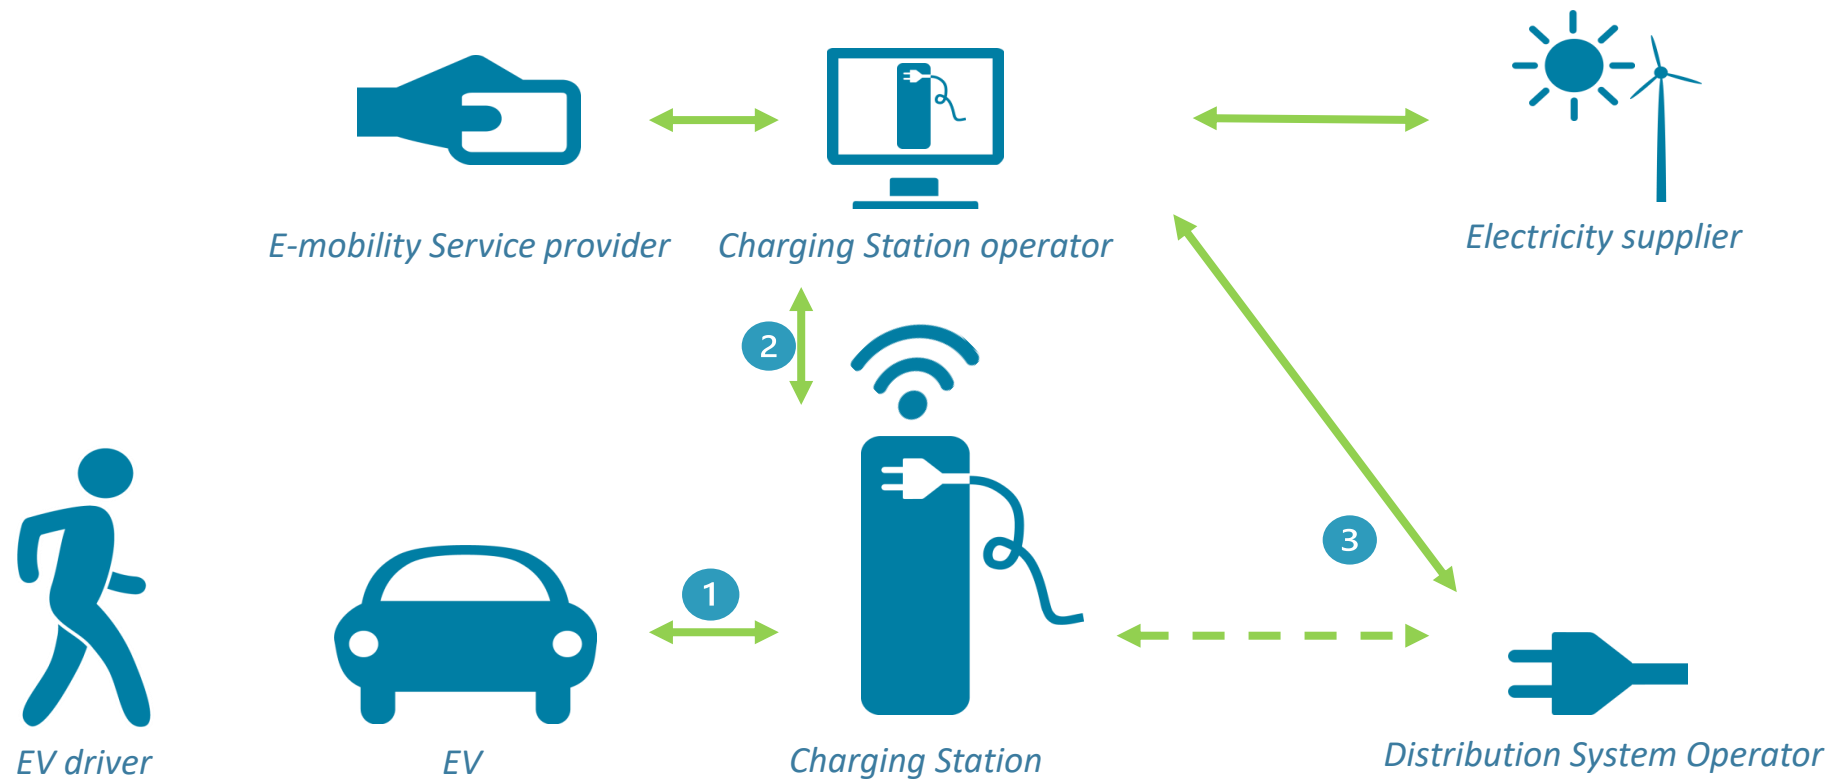 E-mobility Service provider
Charging Station operator
Electricity supplier
2
3
1
EV driver
EV
Charging Station
Distribution System Operator